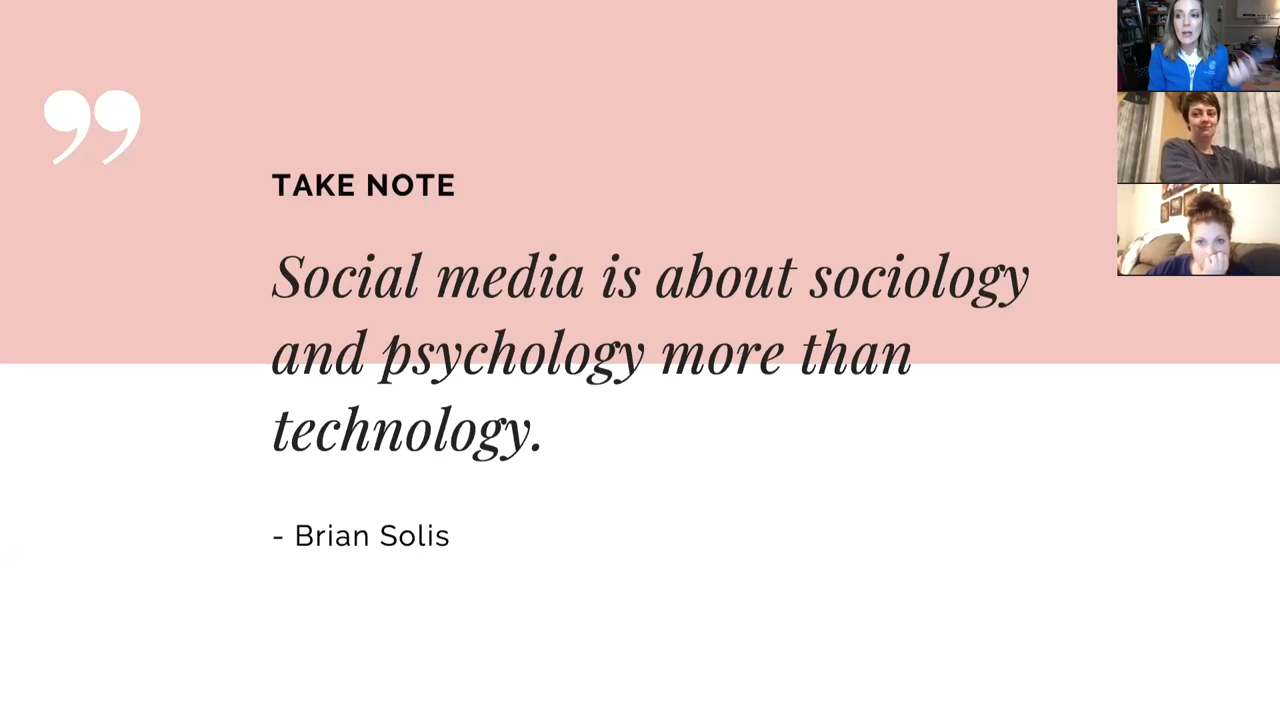 ”
TAKE NOTE
Social media is about sociology
and psychology more than
technology.
- Brian Solis